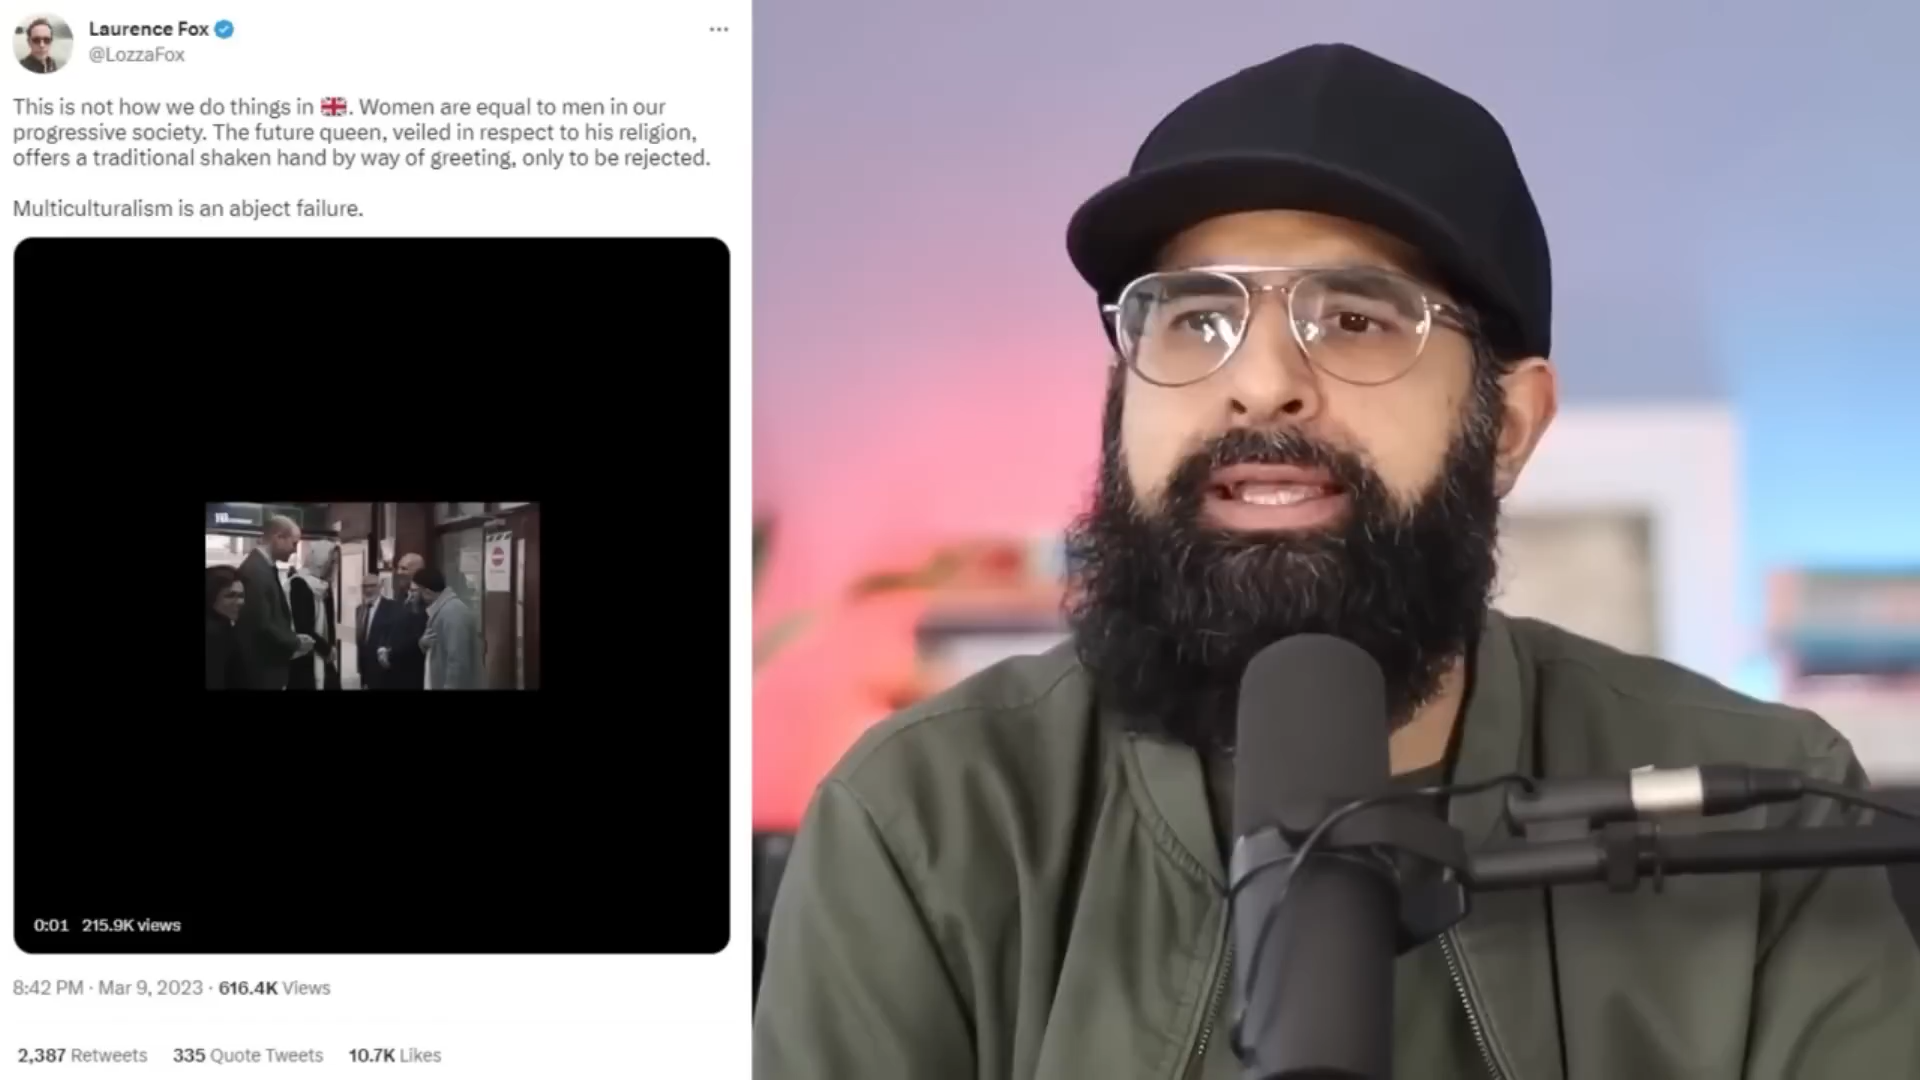 Laurence Fox
@LozzaFox
This is not how we do things in 🇬🇧. Women are equal to men in our
progressive society. The future queen, veiled in respect to his religion,
offers a traditional shaken hand by way of greeting, only to be rejected.
Multiculturalism is an abject failure.
0:01 215.9K views
8:42 PM · Mar 9, 2023 · 616.4K Views
2,387 Retweets 335 Quote Tweets 10.7K Likes